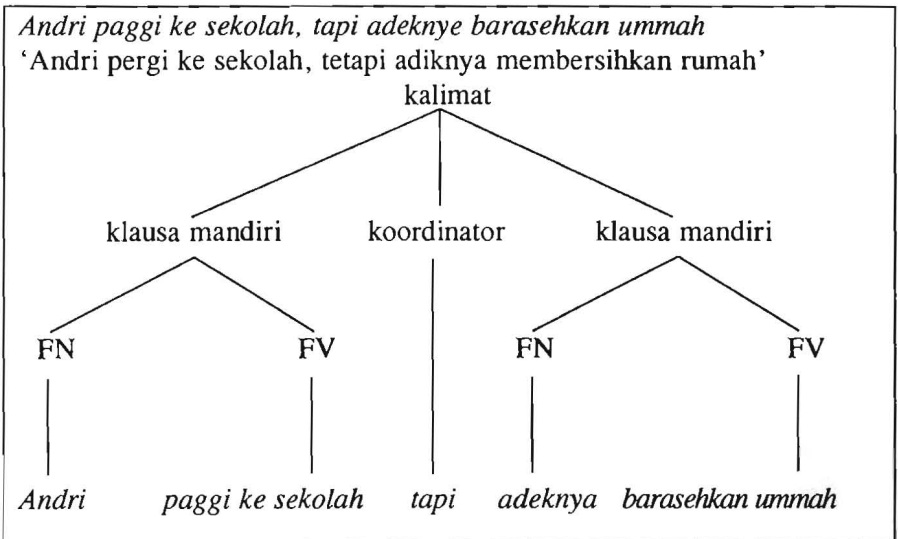 Andri paggi ke sekolah, tapi adeknye barasehkan ummah
‘Andri pergi ke sekolah, tetapi adiknya membersihkan rumah’
kalimat
klausa mandiri koordinator klausa mandiri
FN FV FN FV
Andri paggi ke sekolah tapi adeknya barasehkan ummah